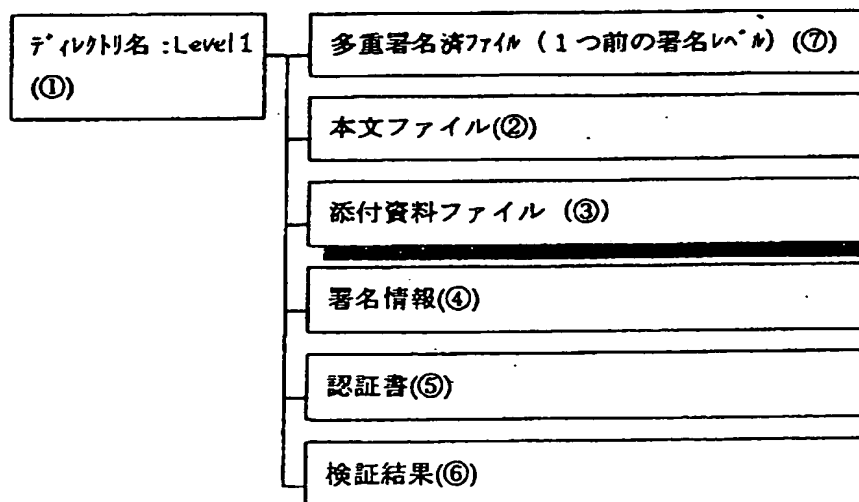 ディレクトリ名:Level1
(①)
多重署名済ファイル(1つ前の署名レベル)(⑦)
本文ファイル(②)
添付資料ファイル(③)
署名情報(④)
認証書(⑤)
検証結果(⑥)